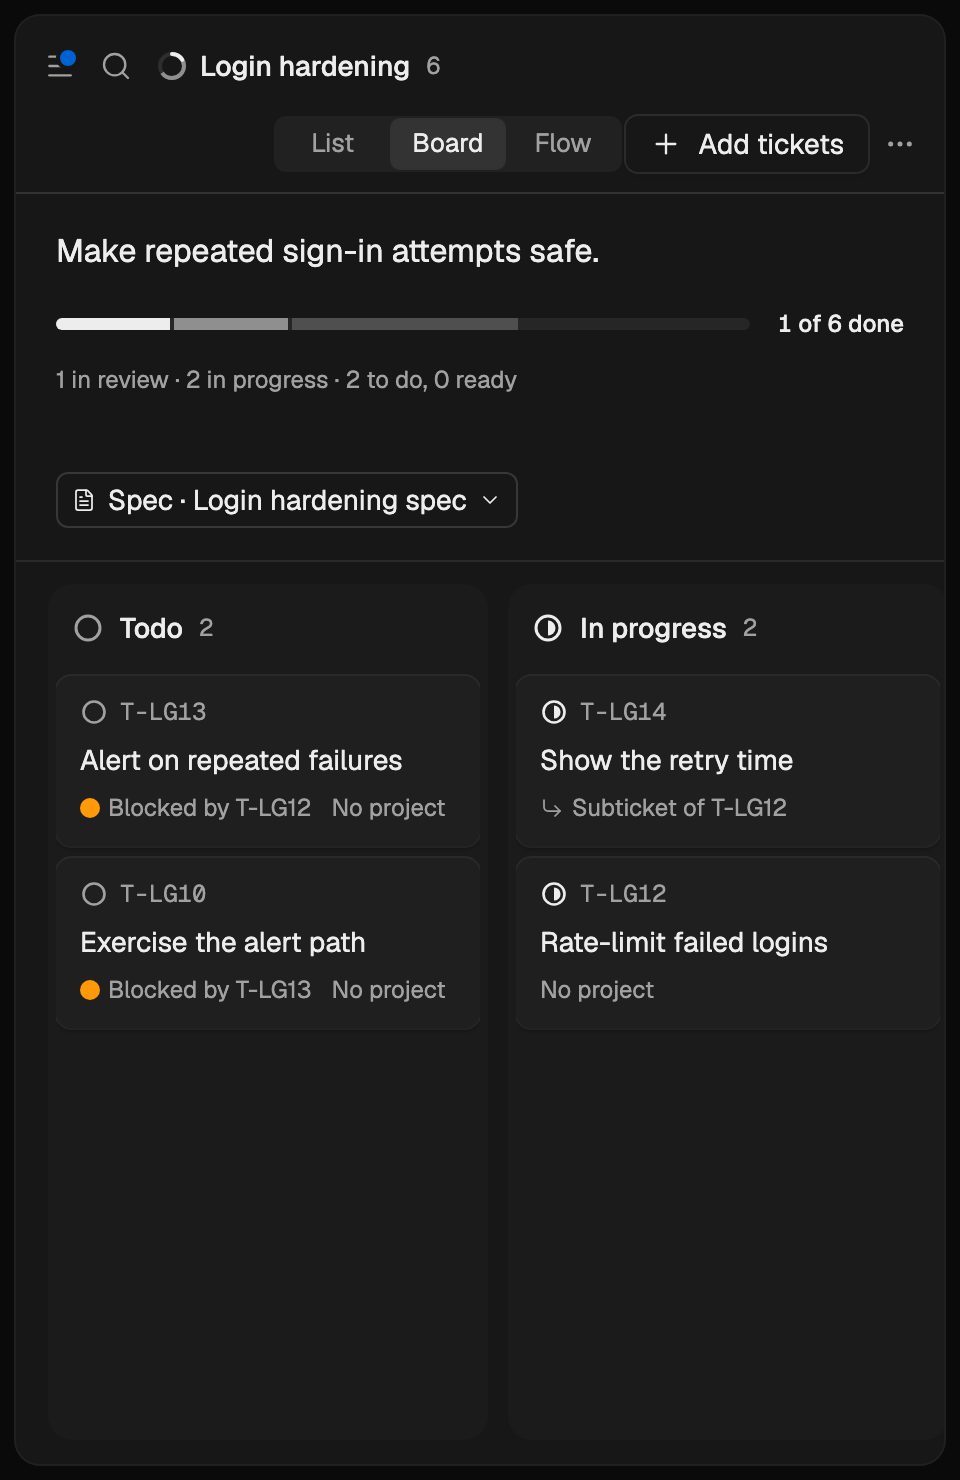 Login hardening 6
List Board Flow + Add tickets ...
Make repeated sign-in attempts safe.
1 of 6 done
1 in review · 2 in progress · 2 to do, 0 ready
Spec · Login hardening spec
Todo 2
T-LG13
Alert on repeated failures
Blocked by T-LG12 No project
T-LG10
Exercise the alert path
Blocked by T-LG13 No project
In progress 2
T-LG14
Show the retry time
Subticket of T-LG12
T-LG12
Rate-limit failed logins
No project